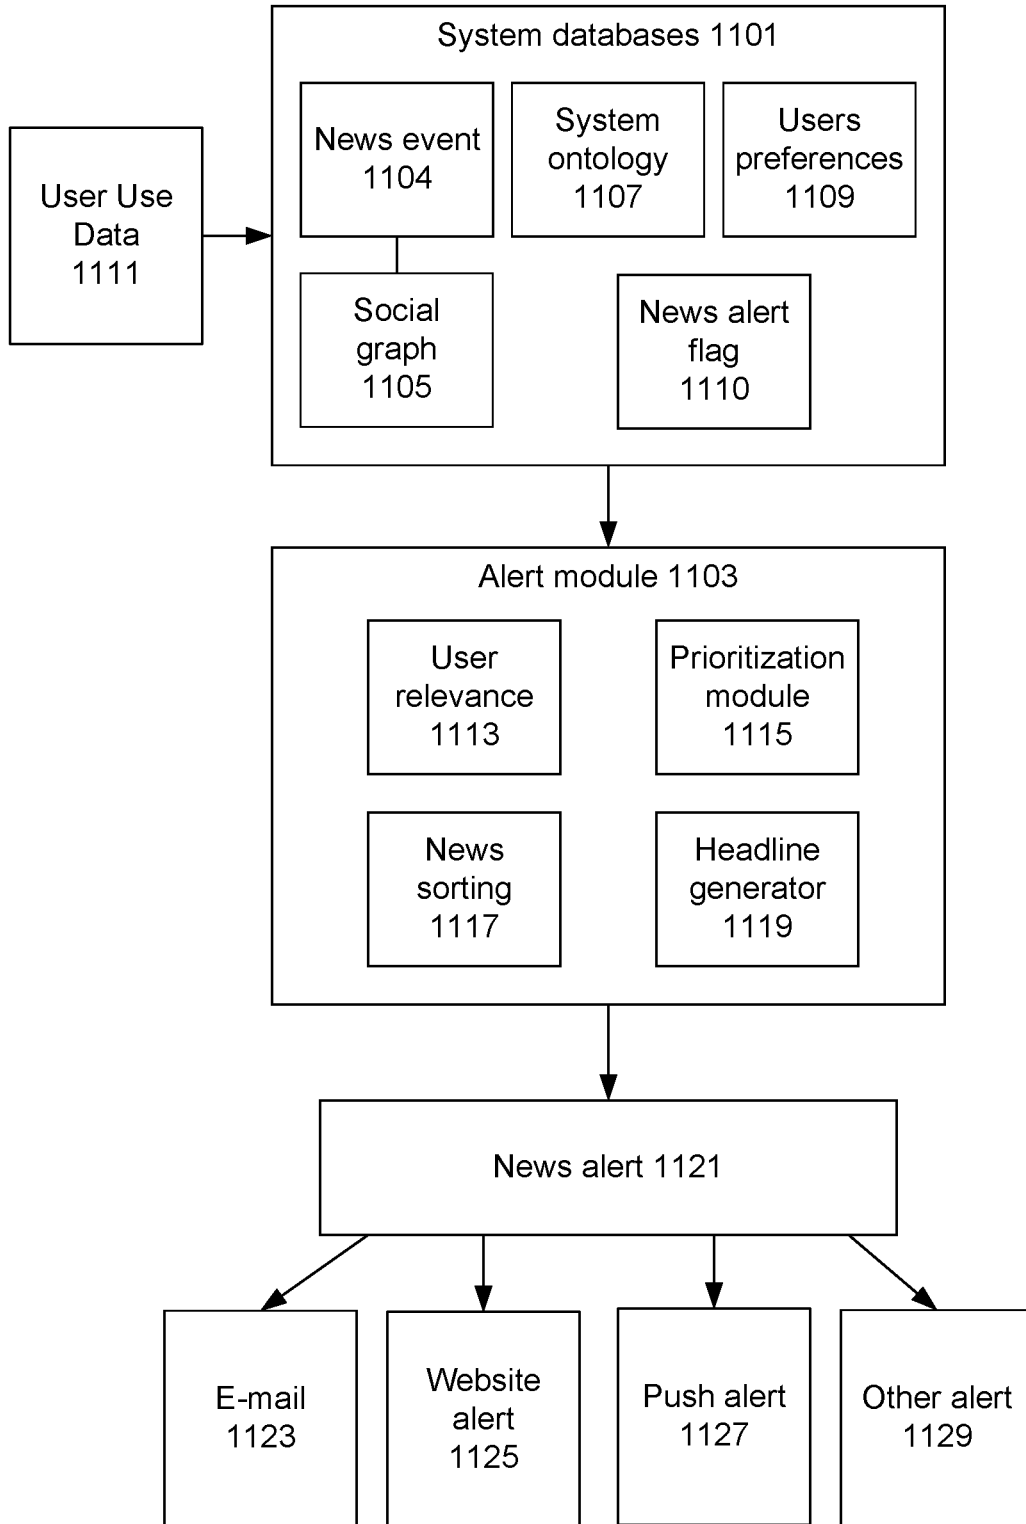 System databases 1101
News event
1104
System
ontology
1107
Users
preferences
1109
User Use
Data
1111
Social
graph
1105
News alert
flag
1110
Alert module 1103
User
relevance
1113
Prioritization
module
1115
News
sorting
1117
Headline
generator
1119
News alert 1121
E-mail
1123
Website
alert
1125
Push alert
1127
Other alert
1129